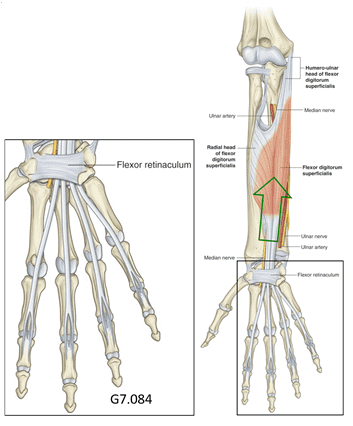 Humero-ulnar
head of flexor
digitorum
superficialis
Median nerve
Ulnar artery
Radial head
of flexor
digitorum
superficialis
Flexor digitorum
superficialis
Flexor retinaculum
Ulnar nerve
Ulnar artery
Median nerve
Flexor retinaculum
G7.084